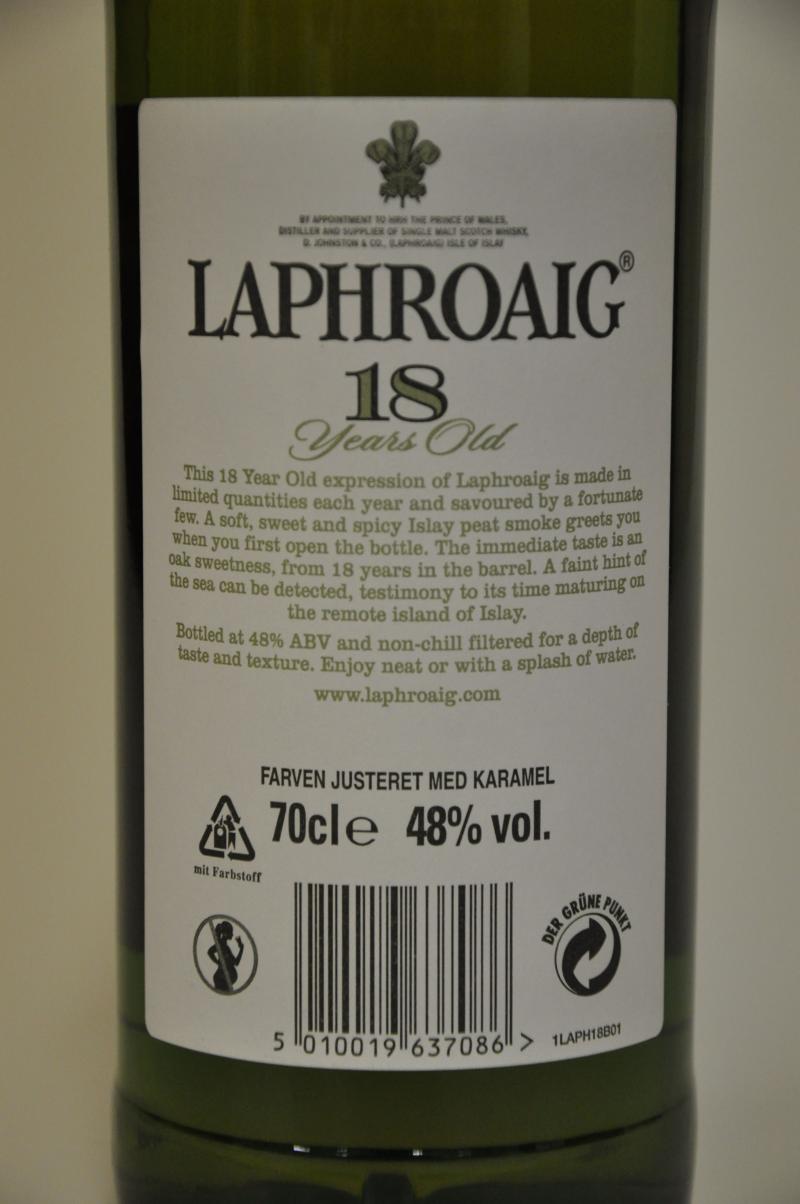 BY APPOINTMENT TO HRH THE PRINCE OF WALES,
DISTILLER AND SUPPLIER OF SINGLE MALT SCOTCH WHISKY,
D. JOHNSTON & CO., (LAPHROAIG) ISLE OF ISLAY
LAPHROAIG®
18
Years Old
This 18 Year Old expression of Laphroaig is made in
limited quantities each year and savoured by a fortunate
few. A soft, sweet and spicy Islay peat smoke greets you
when you first open the bottle. The immediate taste is an
oak sweetness, from 18 years in the barrel. A faint hint of
the sea can be detected, testimony to its time maturing on
the remote island of Islay.
Bottled at 48% ABV and non-chill filtered for a depth of
taste and texture. Enjoy neat or with a splash of water.
www.laphroaig.com
FARVEN JUSTERET MED KARAMEL
70cl e 48% vol.
mit Farbstoff
DER GRÜNE PUNKT
5 010019 637086 >
1LAPH18B01